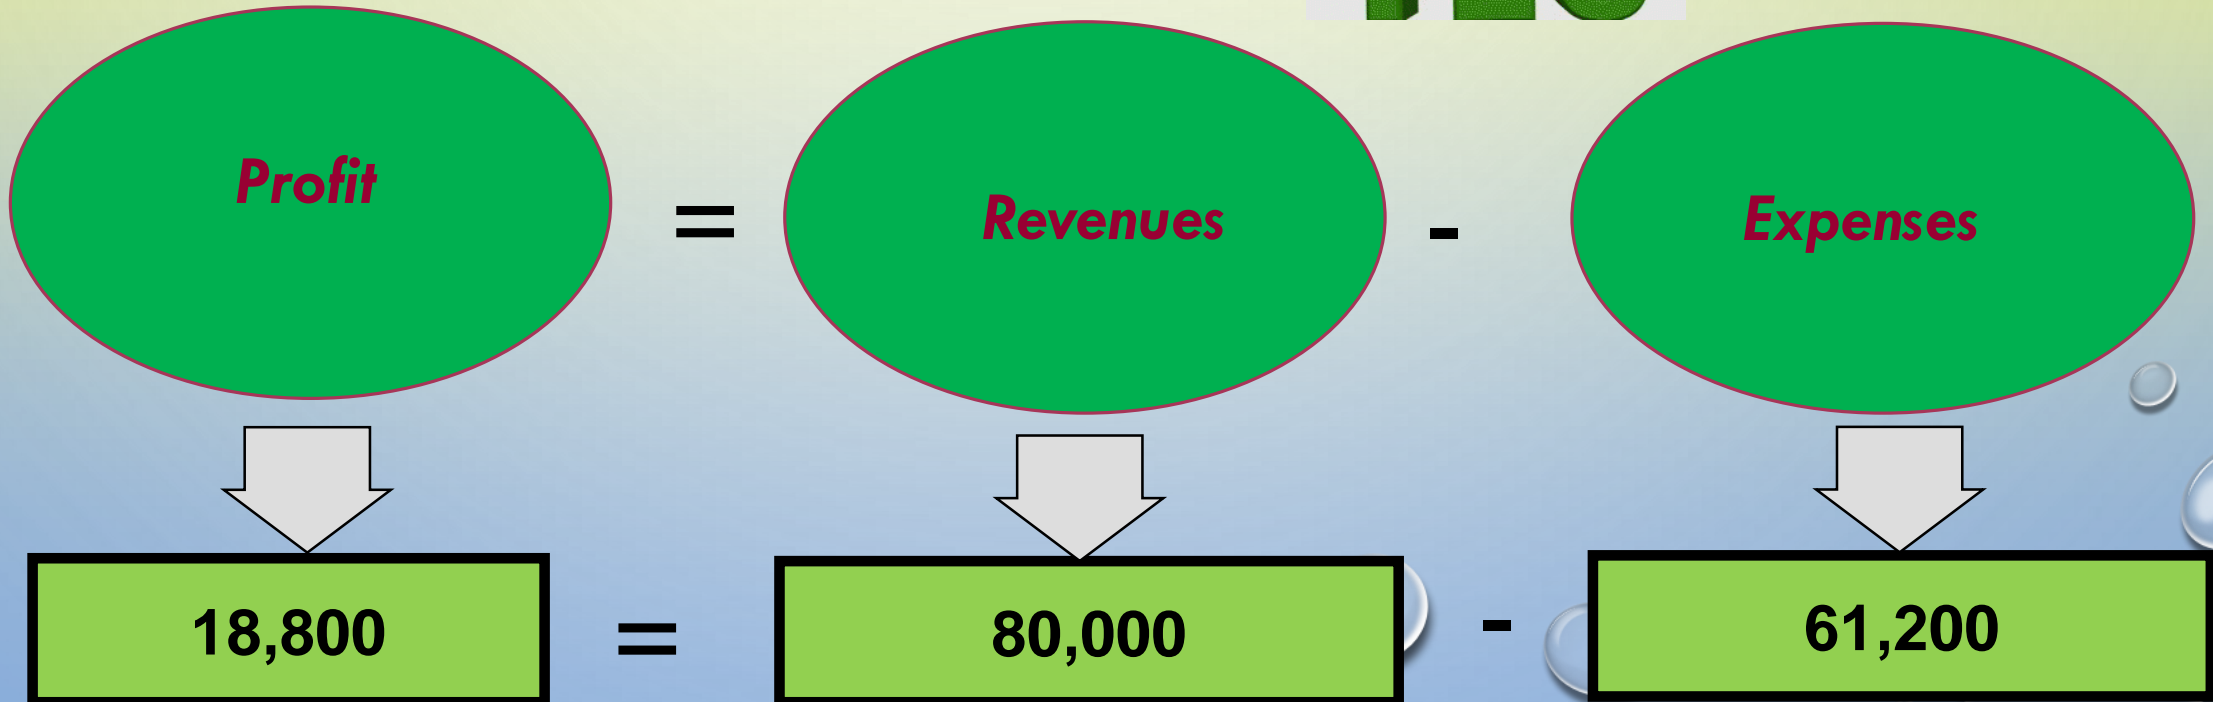 Profit = Revenues - Expenses
18,800 = 80,000 - 61,200